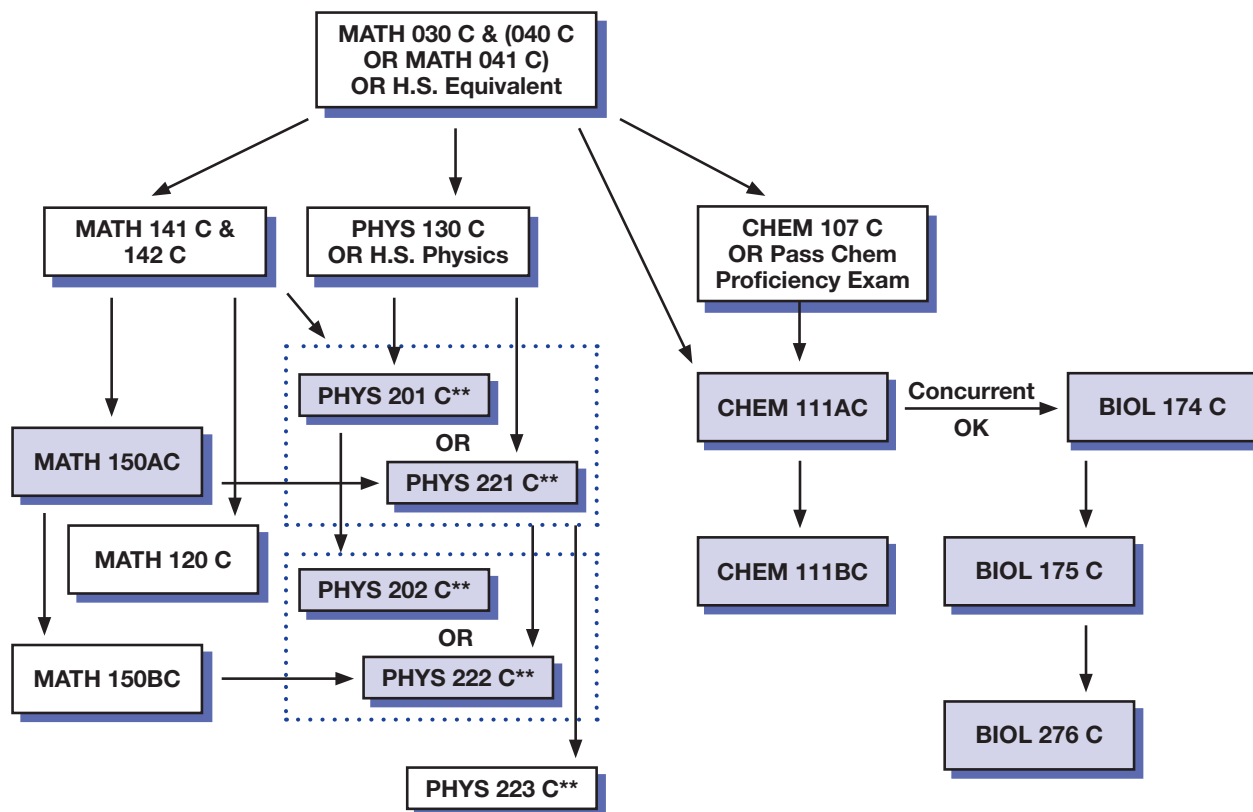 MATH 030 C & (040 C
OR MATH 041 C)
OR H.S. Equivalent
MATH 141 C &
142 C
PHYS 130 C
OR H.S. Physics
CHEM 107 C
OR Pass Chem
Proficiency Exam
PHYS 201 C**
OR
PHYS 221 C**
CHEM 111AC
Concurrent
OK
BIOL 174 C
MATH 150AC
MATH 120 C
PHYS 202 C**
OR
PHYS 222 C**
CHEM 111BC
BIOL 175 C
MATH 150BC
BIOL 276 C
PHYS 223 C**